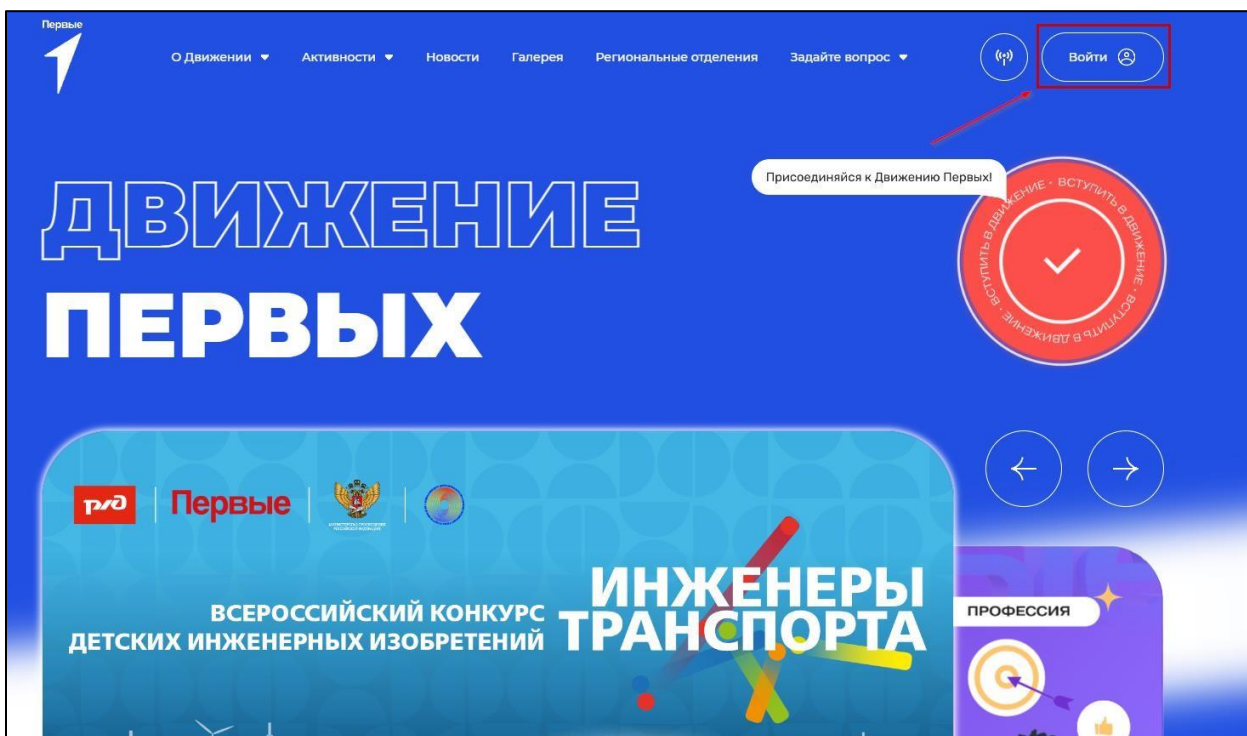 Первые
О Движении
Активности
Новости
Галерея
Региональные отделения
Задайте вопрос
Войти
ДВИЖЕНИЕ
ПЕРВЫХ
Присоединяйся к Движению Первых!
ВСТУПИТЬ В ДВИЖЕНИЕ · ВСТУПИТЬ В ДВИЖЕНИЕ · ВСТУПИТЬ В ДВИЖЕНИЕ ·
ржд
Первые
ВСЕРОССИЙСКИЙ КОНКУРС
ДЕТСКИХ ИНЖЕНЕРНЫХ ИЗОБРЕТЕНИЙ
ИНЖЕНЕРЫ
ТРАНСПОРТА
ПРОФЕССИЯ